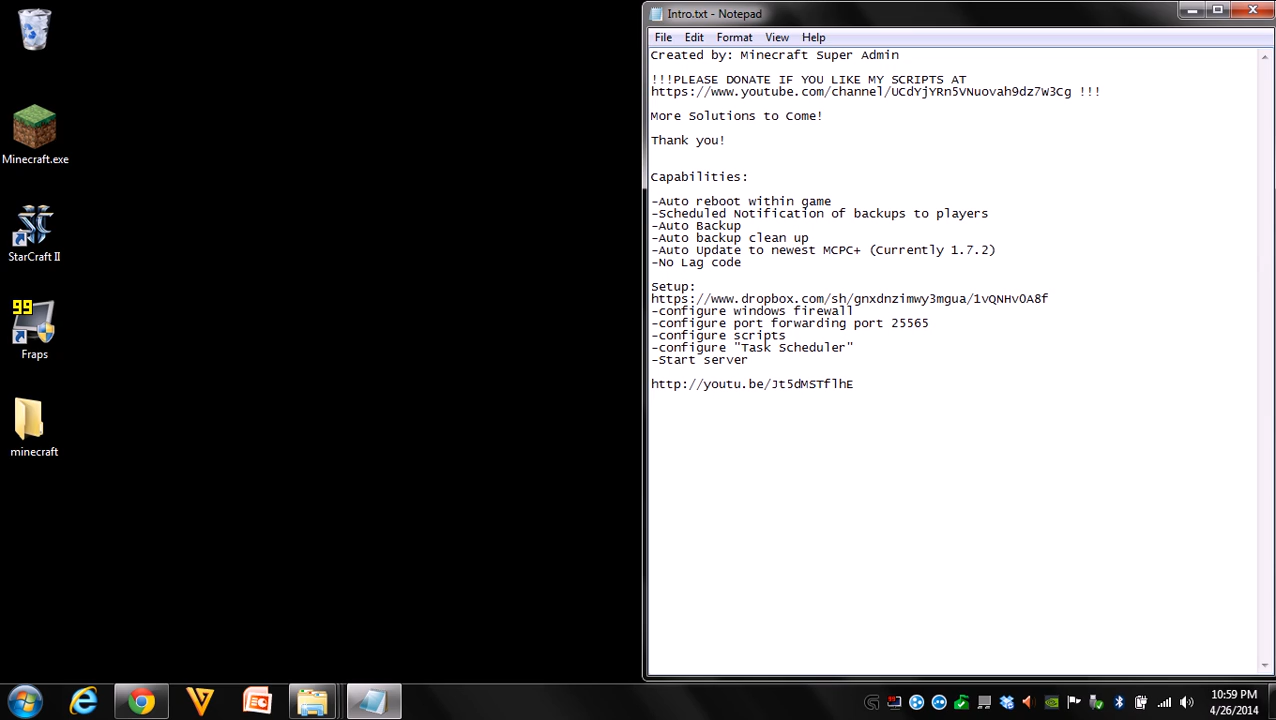 Intro.txt - Notepad
File Edit Format View Help
Created by: Minecraft Super Admin
!!!PLEASE DONATE IF YOU LIKE MY SCRIPTS AT
https://www.youtube.com/channel/UCdYjYRn5VNuovah9dz7W3Cg !!!
More Solutions to Come!
Thank you!
Capabilities:
-Auto reboot within game
-Scheduled Notification of backups to players
-Auto Backup
-Auto backup clean up
-Auto Update to newest MCPC+ (Currently 1.7.2)
-No Lag code
Setup:
https://www.dropbox.com/sh/gnxdnzimwy3mgua/1vQNHvOA8f
-configure windows firewall
-configure port forwarding port 25565
-configure scripts
-configure "Task Scheduler"
-Start server
http://youtu.be/Jt5dMSTflhE
Minecraft.exe
StarCraft II
99
Fraps
minecraft
10:59 PM
4/26/2014